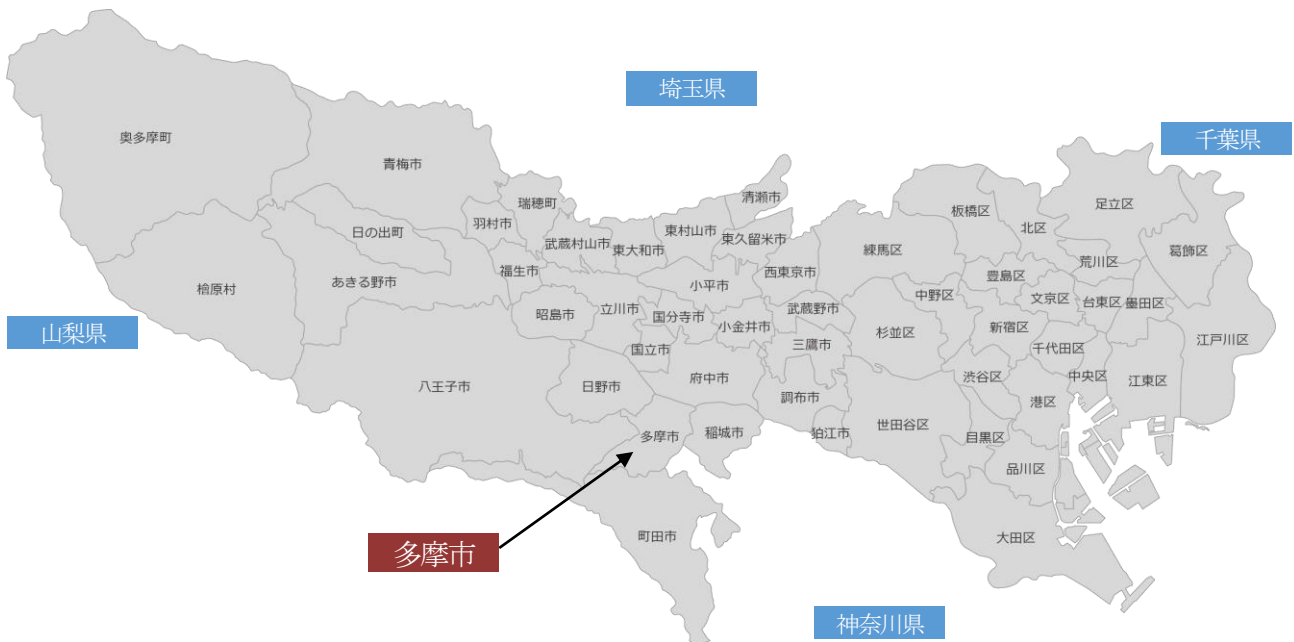 埼玉県
千葉県
奥多摩町
青梅市
清瀬市
瑞穂町
足立区
板橋区
羽村市
北区
日の出町
武蔵村山市
東大和市
東村山市
東久留米市
練馬区
葛飾区
荒川区
福生市
西東京市
豊島区
あきる野市
檜原村
小平市
中野区
文京区
台東区
墨田区
昭島市
立川市
国分寺市
武蔵野市
小金井市
新宿区
杉並区
山梨県
江戸川区
国立市
三鷹市
千代田区
八王子市
日野市
府中市
渋谷区
中央区
江東区
調布市
港区
世田谷区
多摩市
稲城市
狛江市
目黒区
品川区
町田市
大田区
多摩市
神奈川県